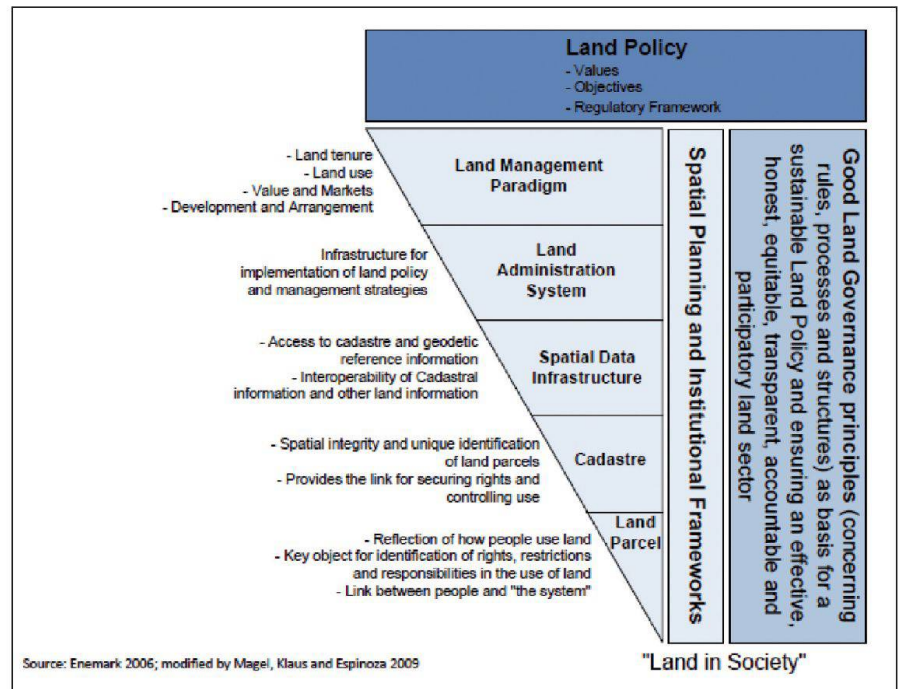 Land Policy
- Values
- Objectives
- Regulatory Framework
- Land tenure
- Land use
- Value and Markets
- Development and Arrangement
Land Management
Paradigm
Infrastructure for
implementation of land policy
and management strategies
Land
Administration
System
- Access to cadastre and geodetic
reference information
- Interoperability of Cadastral
information and other land information
Spatial Data
Infrastructure
- Spatial integrity and unique identification
of land parcels
- Provides the link for securing rights and
controlling use
Cadastre
- Reflection of how people use land
- Key object for identification of rights, restrictions
and responsibilities in the use of land
- Link between people and "the system"
Land
Parcel
Spatial Planning and Institutional Frameworks
Good Land Governance principles (concerning
rules, processes and structures) as basis for a
sustainable Land Policy and ensuring an effective,
honest, equitable, transparent, accountable and
participatory land sector
Source: Enemark 2006; modified by Magel, Klaus and Espinoza 2009
"Land in Society"